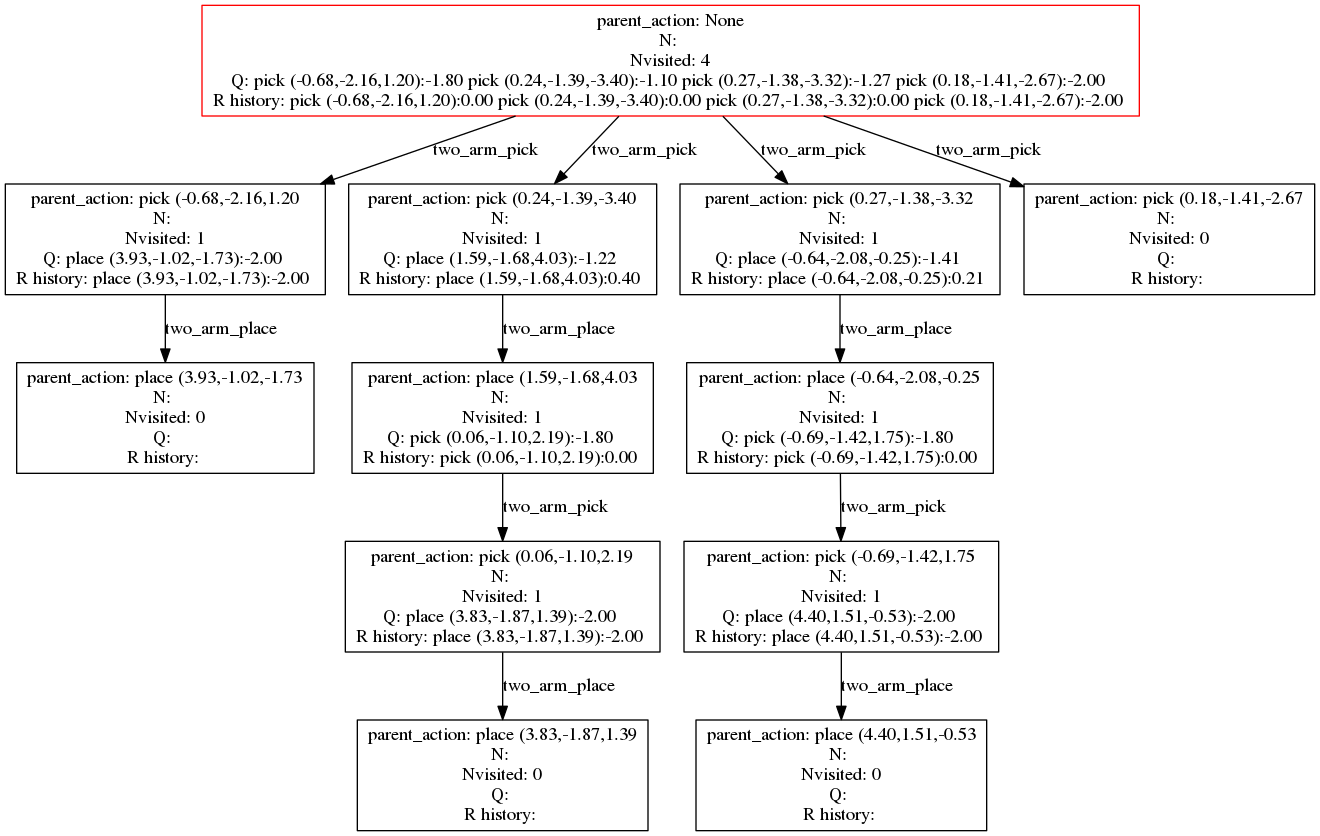 parent_action: None
N:
Nvisited: 4
Q: pick (-0.68,-2.16,1.20):-1.80 pick (0.24,-1.39,-3.40):-1.10 pick (0.27,-1.38,-3.32):-1.27 pick (0.18,-1.41,-2.67):-2.00
R history: pick (-0.68,-2.16,1.20):0.00 pick (0.24,-1.39,-3.40):0.00 pick (0.27,-1.38,-3.32):0.00 pick (0.18,-1.41,-2.67):-2.00
two_arm_pick
two_arm_pick
two_arm_pick
two_arm_pick
parent_action: pick (-0.68,-2.16,1.20
N:
Nvisited: 1
Q: place (3.93,-1.02,-1.73):-2.00
R history: place (3.93,-1.02,-1.73):-2.00
parent_action: pick (0.24,-1.39,-3.40
N:
Nvisited: 1
Q: place (1.59,-1.68,4.03):-1.22
R history: place (1.59,-1.68,4.03):0.40
parent_action: pick (0.27,-1.38,-3.32
N:
Nvisited: 1
Q: place (-0.64,-2.08,-0.25):-1.41
R history: place (-0.64,-2.08,-0.25):0.21
parent_action: pick (0.18,-1.41,-2.67
N:
Nvisited: 0
Q:
R history:
two_arm_place
two_arm_place
two_arm_place
parent_action: place (3.93,-1.02,-1.73
N:
Nvisited: 0
Q:
R history:
parent_action: place (1.59,-1.68,4.03
N:
Nvisited: 1
Q: pick (0.06,-1.10,2.19):-1.80
R history: pick (0.06,-1.10,2.19):0.00
parent_action: place (-0.64,-2.08,-0.25
N:
Nvisited: 1
Q: pick (-0.69,-1.42,1.75):-1.80
R history: pick (-0.69,-1.42,1.75):0.00
two_arm_pick
two_arm_pick
parent_action: pick (0.06,-1.10,2.19
N:
Nvisited: 1
Q: place (3.83,-1.87,1.39):-2.00
R history: place (3.83,-1.87,1.39):-2.00
parent_action: pick (-0.69,-1.42,1.75
N:
Nvisited: 1
Q: place (4.40,1.51,-0.53):-2.00
R history: place (4.40,1.51,-0.53):-2.00
two_arm_place
two_arm_place
parent_action: place (3.83,-1.87,1.39
N:
Nvisited: 0
Q:
R history:
parent_action: place (4.40,1.51,-0.53
N:
Nvisited: 0
Q:
R history: